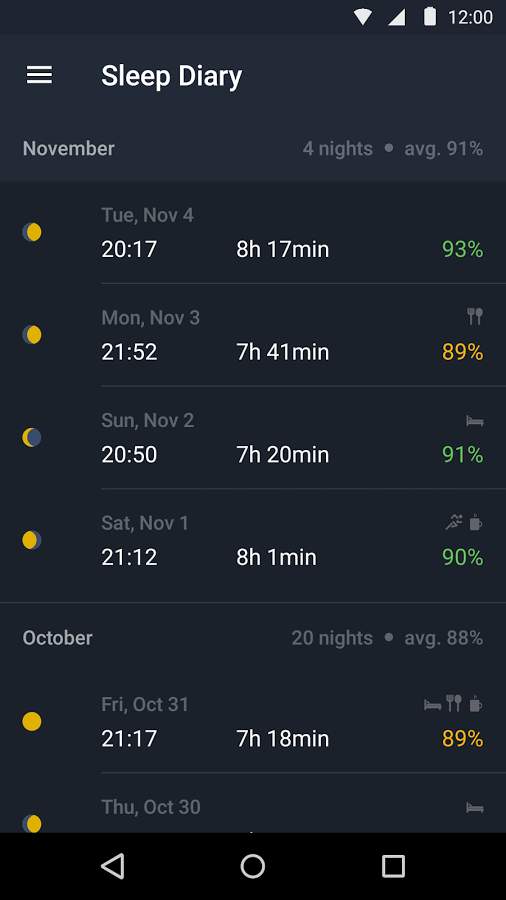 12:00
Sleep Diary
November 4 nights • avg. 91%
Tue, Nov 4
20:17 8h 17min 93%
Mon, Nov 3
21:52 7h 41min 89%
Sun, Nov 2
20:50 7h 20min 91%
Sat, Nov 1
21:12 8h 1min 90%
October 20 nights • avg. 88%
Fri, Oct 31
21:17 7h 18min 89%
Thu, Oct 30